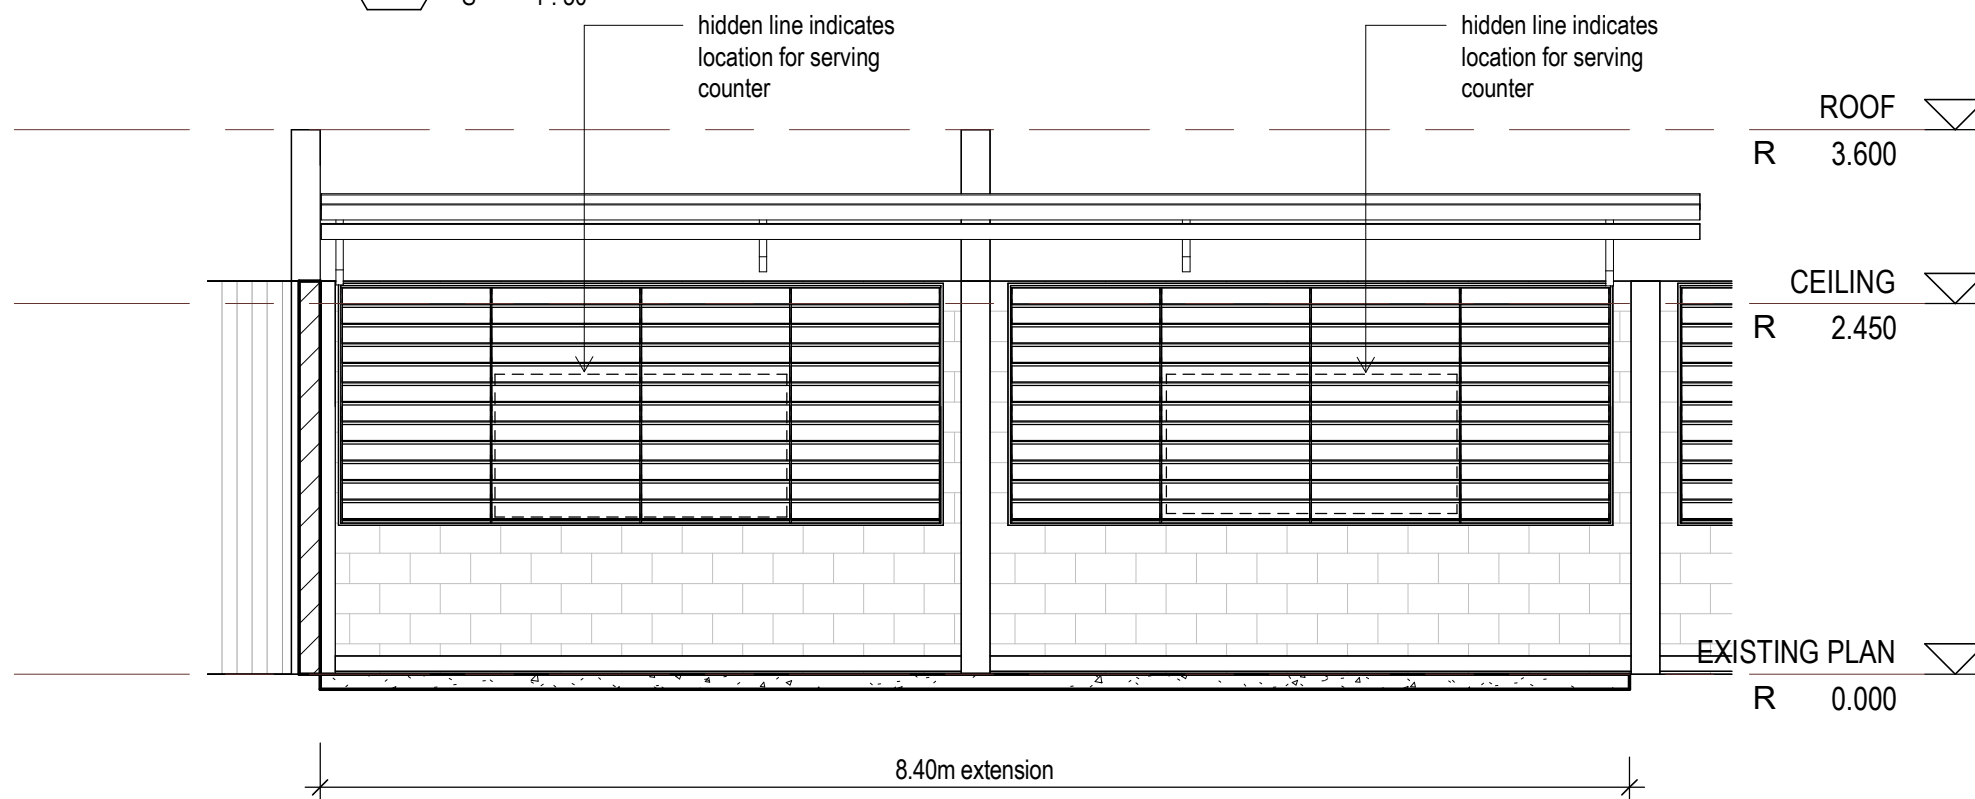 hidden line indicates
location for serving
counter
hidden line indicates
location for serving
counter
ROOF
R 3.600
CEILING
R 2.450
EXISTING PLAN
R 0.000
8.40m extension